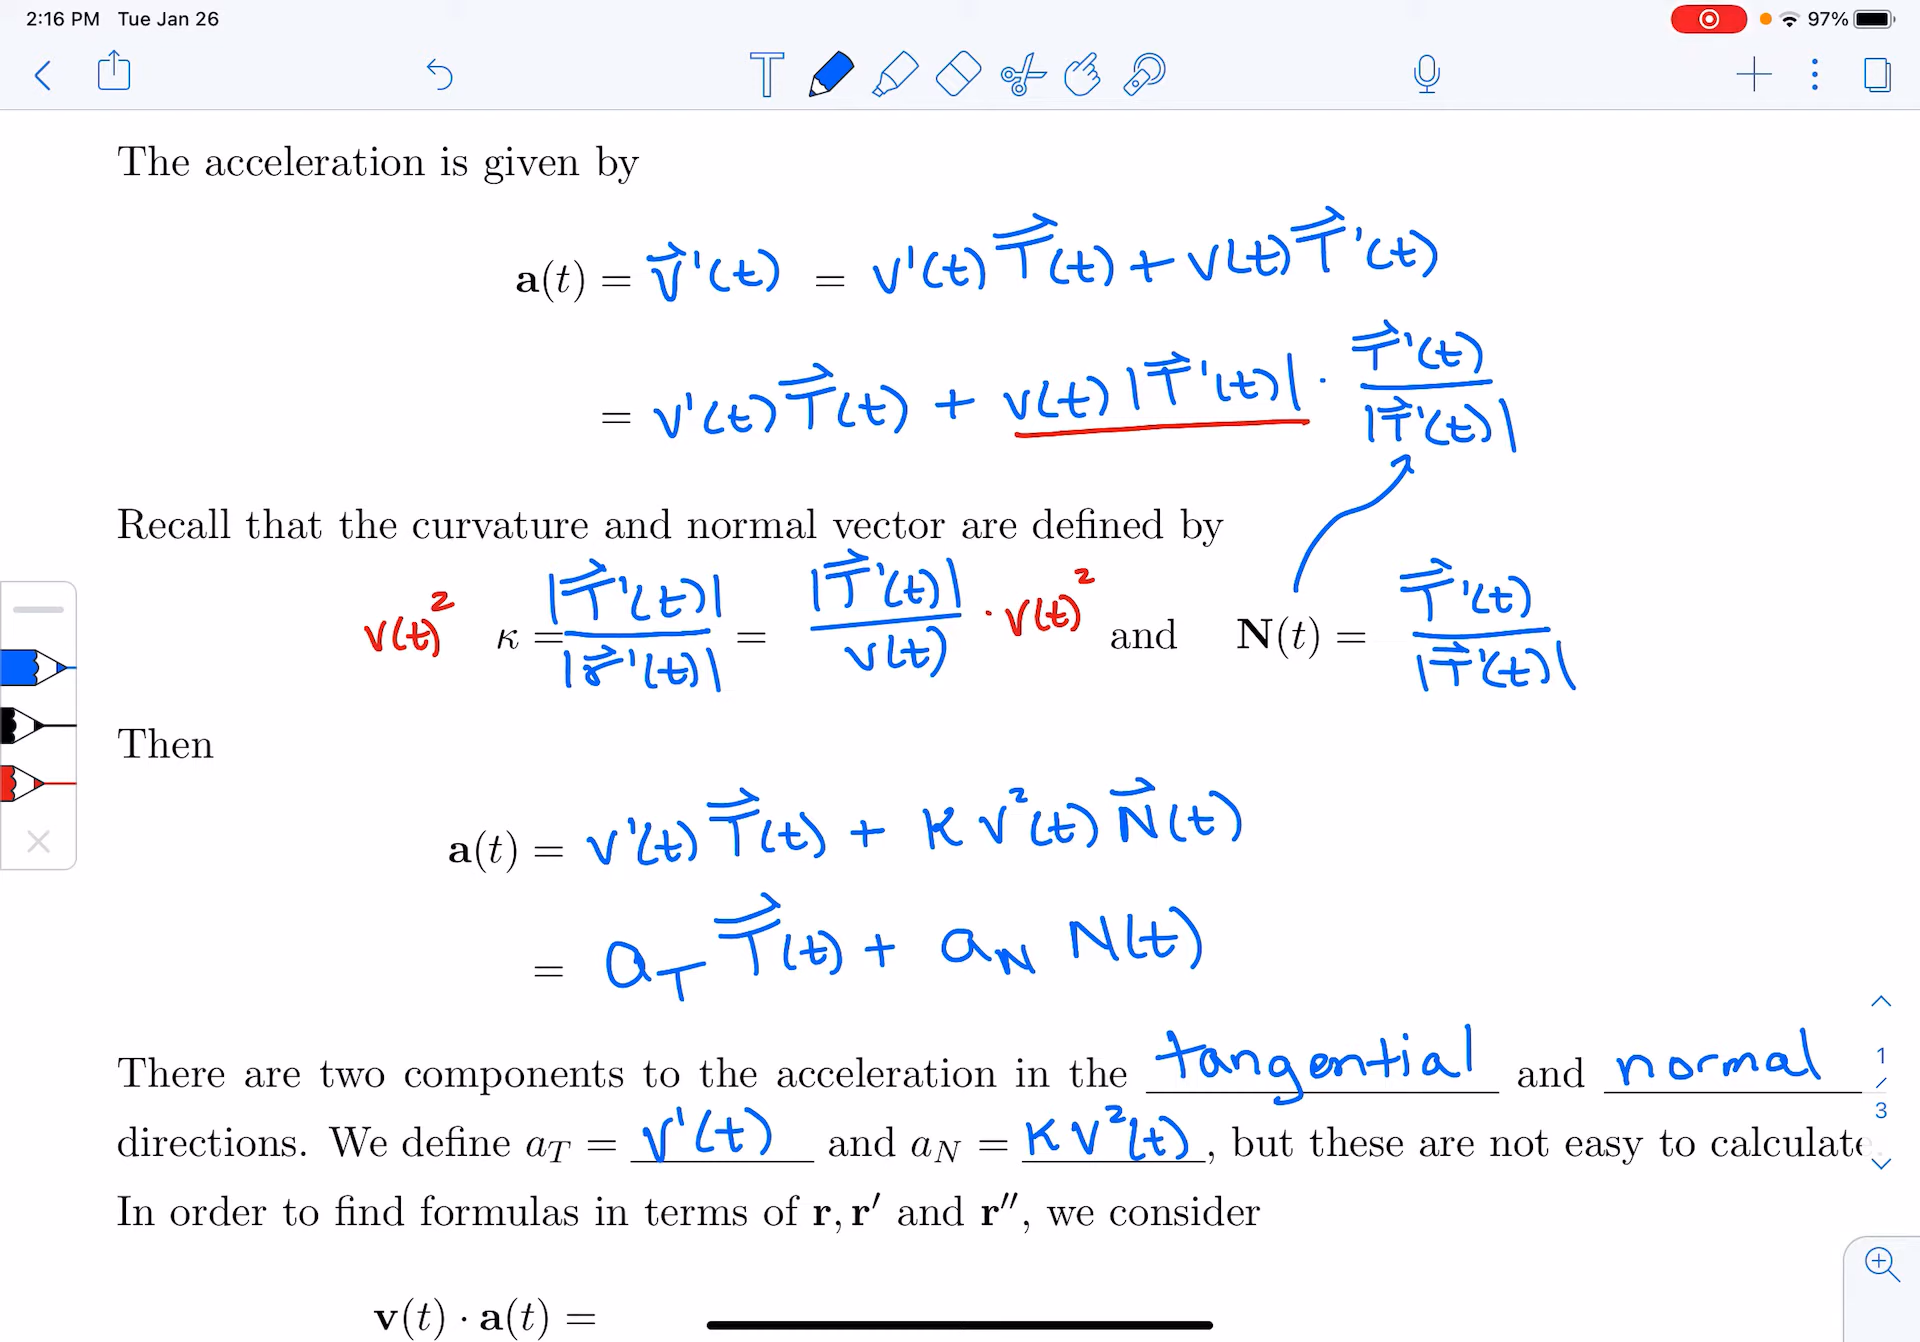 2:16 PM Tue Jan 26 97%
The acceleration is given by
a(t) = v⃗'(t) = v'(t) T⃗(t) + v(t) T⃗'(t)
= v'(t) T⃗(t) + v(t) |T⃗'(t)| · T⃗'(t) / |T⃗'(t)|
Recall that the curvature and normal vector are defined by
v(t)² κ = |T⃗'(t)| / |r⃗'(t)| = |T⃗'(t)| / v(t) · v(t)² and N(t) = T⃗'(t) / |T⃗'(t)|
Then
a(t) = v'(t) T⃗(t) + κ v²(t) N⃗(t)
= a_T T⃗(t) + a_N N(t)
There are two components to the acceleration in the tangential and normal
directions. We define a_T = v'(t) and a_N = κ v²(t), but these are not easy to calculate.
In order to find formulas in terms of r, r′ and r″, we consider
v(t) · a(t) =
1 / 3